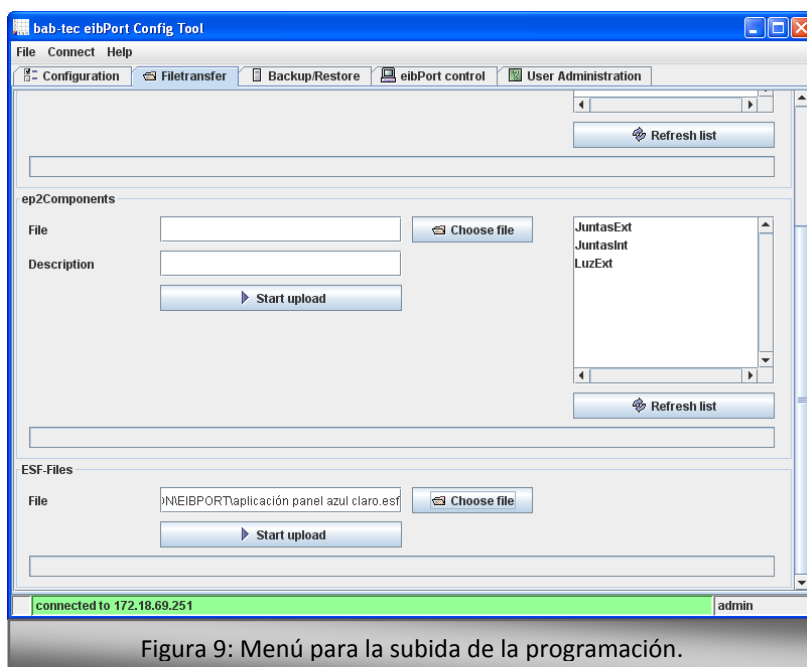 bab-tec eibPort Config Tool
File Connect Help
Configuration Filetransfer Backup/Restore eibPort control User Administration
Refresh list
ep2Components
File Choose file JuntasExt
JuntasInt
Description LuzExt
Start upload
Refresh list
ESF-Files
File )N\EIBPORT\aplicación panel azul claro.esf Choose file
Start upload
connected to 172.18.69.251 admin
Figura 9: Menú para la subida de la programación.